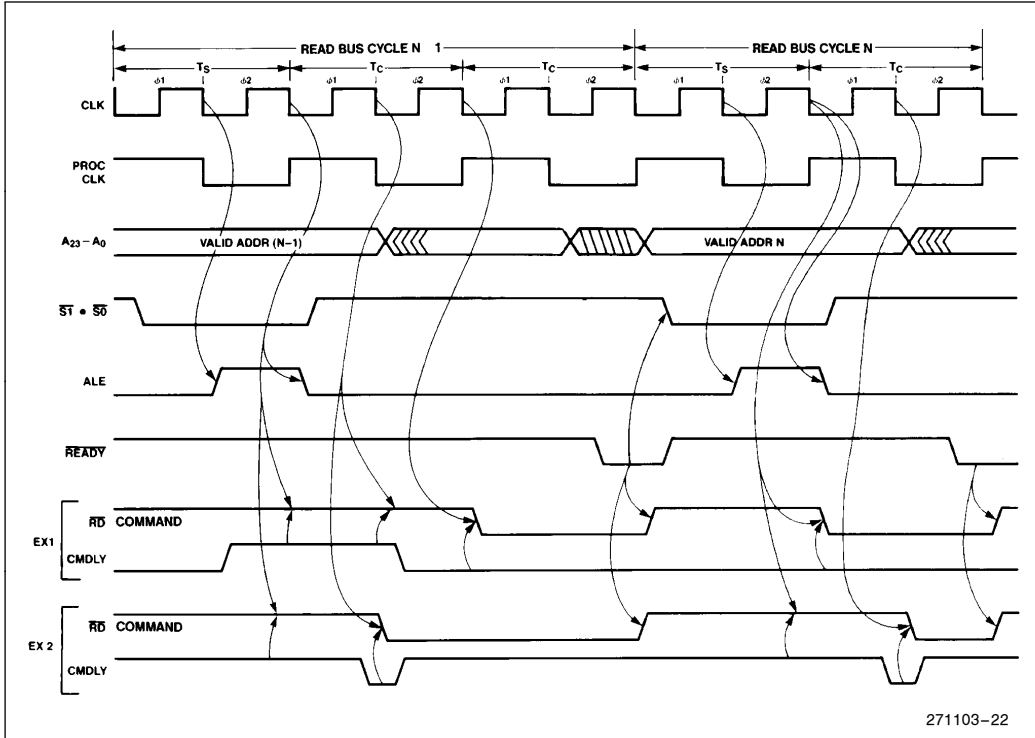 READ BUS CYCLE N 1
READ BUS CYCLE N
TS TC TC TS TC
φ1 φ2 φ1 φ2 φ1 φ2 φ1 φ2 φ1 φ2
CLK
PROC
CLK
A23–A0
VALID ADDR (N–1)
VALID ADDR N
S1 • S0
ALE
READY
EX1
RD COMMAND
CMDLY
EX 2
RD COMMAND
CMDLY
271103–22